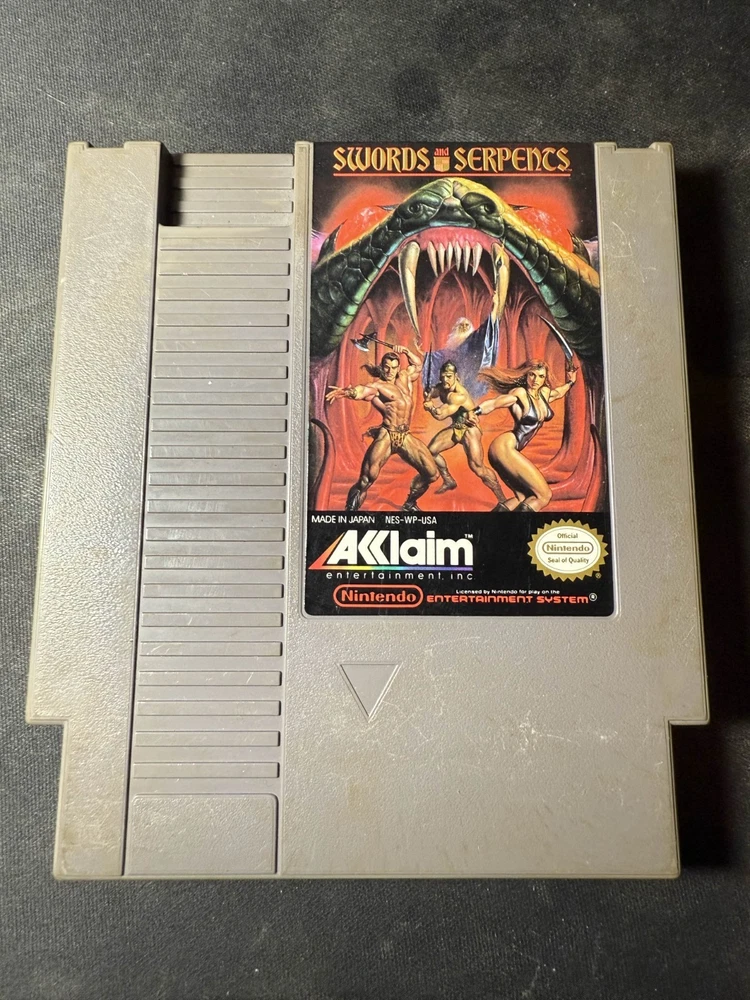 SWORDS and SERPENTS
MADE IN JAPAN NES-WP-USA
AKKlaim™
entertainment, inc
Official
Nintendo
Seal of Quality
®
Licensed by Nintendo for play on the
Nintendo ENTERTAINMENT SYSTEM®